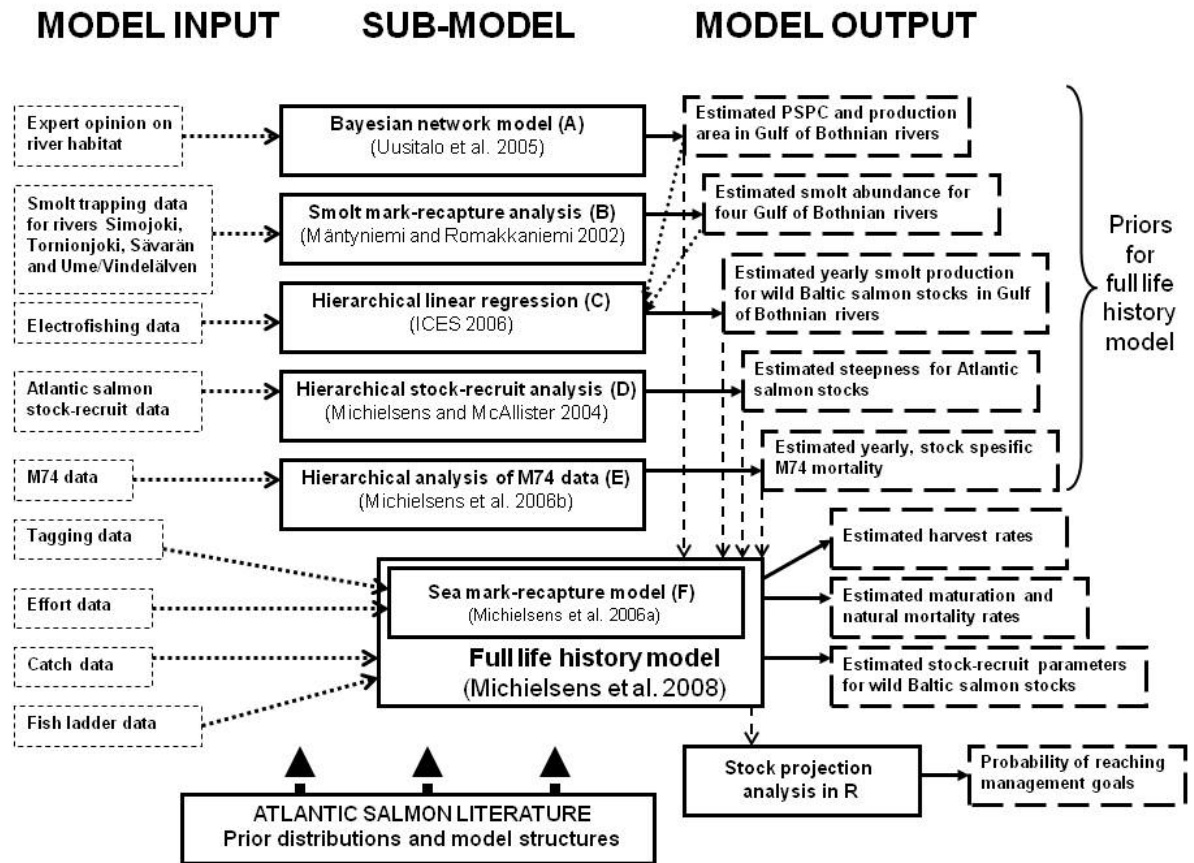 MODEL INPUT
SUB-MODEL
MODEL OUTPUT
Expert opinion on
river habitat
Bayesian network model (A)
(Uusitalo et al. 2005)
Estimated PSPC and production
area in Gulf of Bothnian rivers
Smolt trapping data
for rivers Simojoki,
Tornionjoki, Sävarän
and Ume/Vindelälven
Smolt mark-recapture analysis (B)
(Mäntyniemi and Romakkaniemi 2002)
Estimated smolt abundance for
four Gulf of Bothnian rivers
Electrofishing data
Hierarchical linear regression (C)
(ICES 2006)
Estimated yearly smolt production
for wild Baltic salmon stocks in Gulf
of Bothnian rivers
Priors
for
full life
history
model
Atlantic salmon
stock-recruit data
Hierarchical stock-recruit analysis (D)
(Michielsens and McAllister 2004)
Estimated steepness for Atlantic
salmon stocks
M74 data
Hierarchical analysis of M74 data (E)
(Michielsens et al. 2006b)
Estimated yearly, stock spesific
M74 mortality
Tagging data
Effort data
Catch data
Fish ladder data
Sea mark-recapture model (F)
(Michielsens et al. 2006a)
Full life history model
(Michielsens et al. 2008)
Estimated harvest rates
Estimated maturation and
natural mortality rates
Estimated stock-recruit parameters
for wild Baltic salmon stocks
ATLANTIC SALMON LITERATURE
Prior distributions and model structures
Stock projection
analysis in R
Probability of reaching
management goals